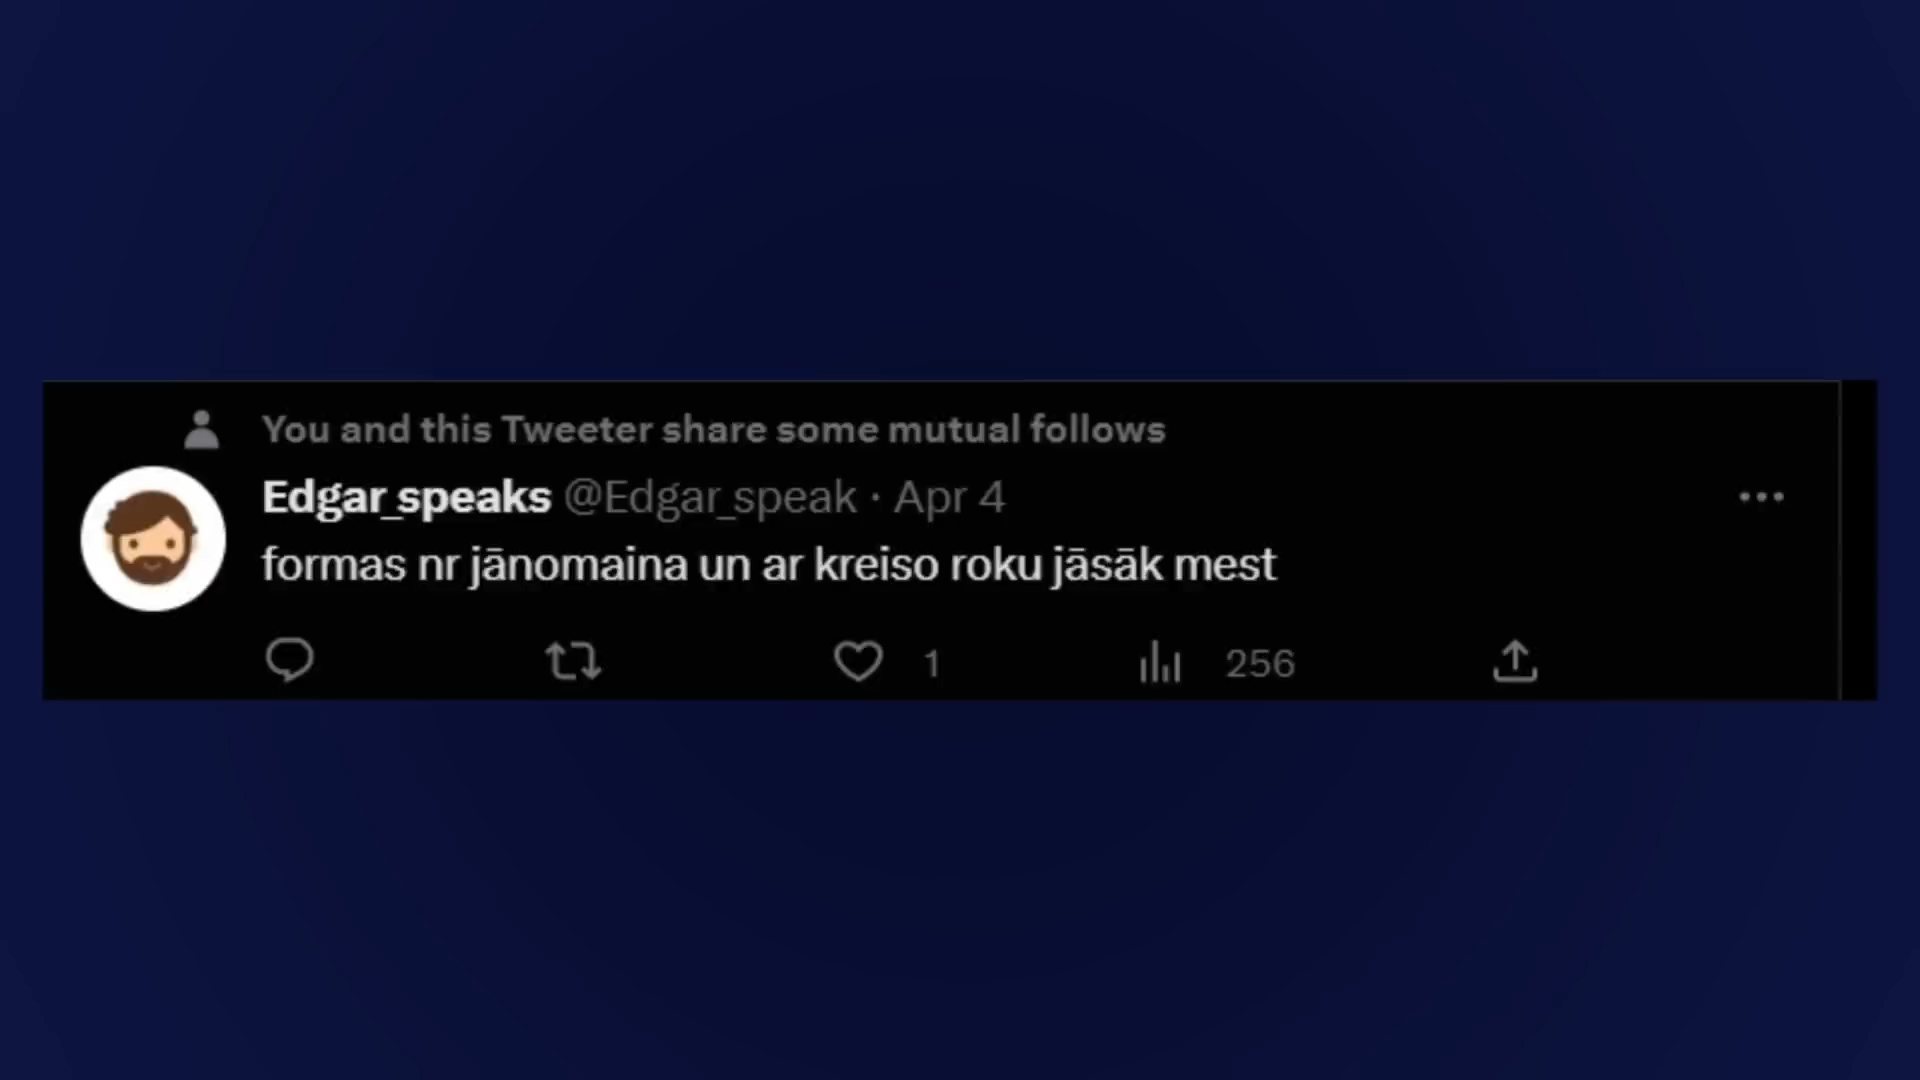 You and this Tweeter share some mutual follows
Edgar_speaks @Edgar_speak · Apr 4
formas nr jānomaina un ar kreiso roku jāsāk mest
1 256